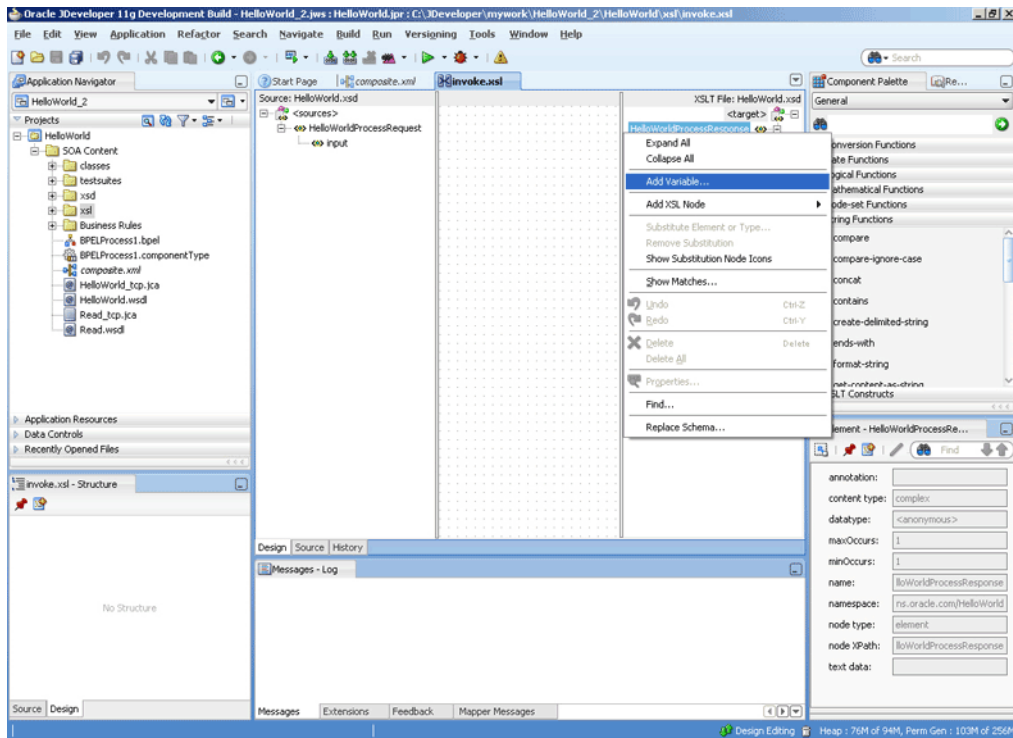 Oracle JDeveloper 11g Development Build - HelloWorld_2.jws : HelloWorld.jpr : C:\JDeveloper\mywork\HelloWorld_2\HelloWorld\xsl\invoke.xsl
File Edit View Application Refactor Search Navigate Build Run Versioning Tools Window Help
Search
Application Navigator
HelloWorld_2
Projects
HelloWorld
SOA Content
classes
testsuites
xsd
xsl
Business Rules
BPELProcess1.bpel
BPELProcess1.componentType
composite.xml
HelloWorld_tcp.jca
HelloWorld.wsdl
Read_tcp.jca
Read.wsdl
Application Resources
Data Controls
Recently Opened Files
invoke.xsl - Structure
No Structure
Source Design
Start Page composite.xml invoke.xsl
Source: HelloWorld.xsd
<sources>
HelloWorldProcessRequest
input
XSLT File: HelloWorld.xsd
<target>
HelloWorldProcessResponse
Expand All
Collapse All
Add Variable...
Add XSL Node
Substitute Element or Type...
Remove Substitution
Show Substitution Node Icons
Show Matches...
Undo Ctrl-Z
Redo Ctrl-Y
Delete Delete
Delete All
Properties...
Find...
Replace Schema...
Design Source History
Messages - Log
Messages Extensions Feedback Mapper Messages
Component Palette Re...
General
onversion Functions
ate Functions
ogical Functions
athematical Functions
ode-set Functions
tring Functions
compare
compare-ignore-case
concat
contains
create-delimited-string
ends-with
format-string
get-content-as-string
SLT Constructs
lement - HelloWorldProcessRe...
Find
annotation:
content type: complex
datatype: <anonymous>
maxOccurs: 1
minOccurs: 1
name: lloWorldProcessResponse
namespace: ns.oracle.com/HelloWorld
node type: element
node XPath: lloWorldProcessResponse
text data:
Design Editing Heap : 76M of 94M, Perm Gen : 103M of 256M